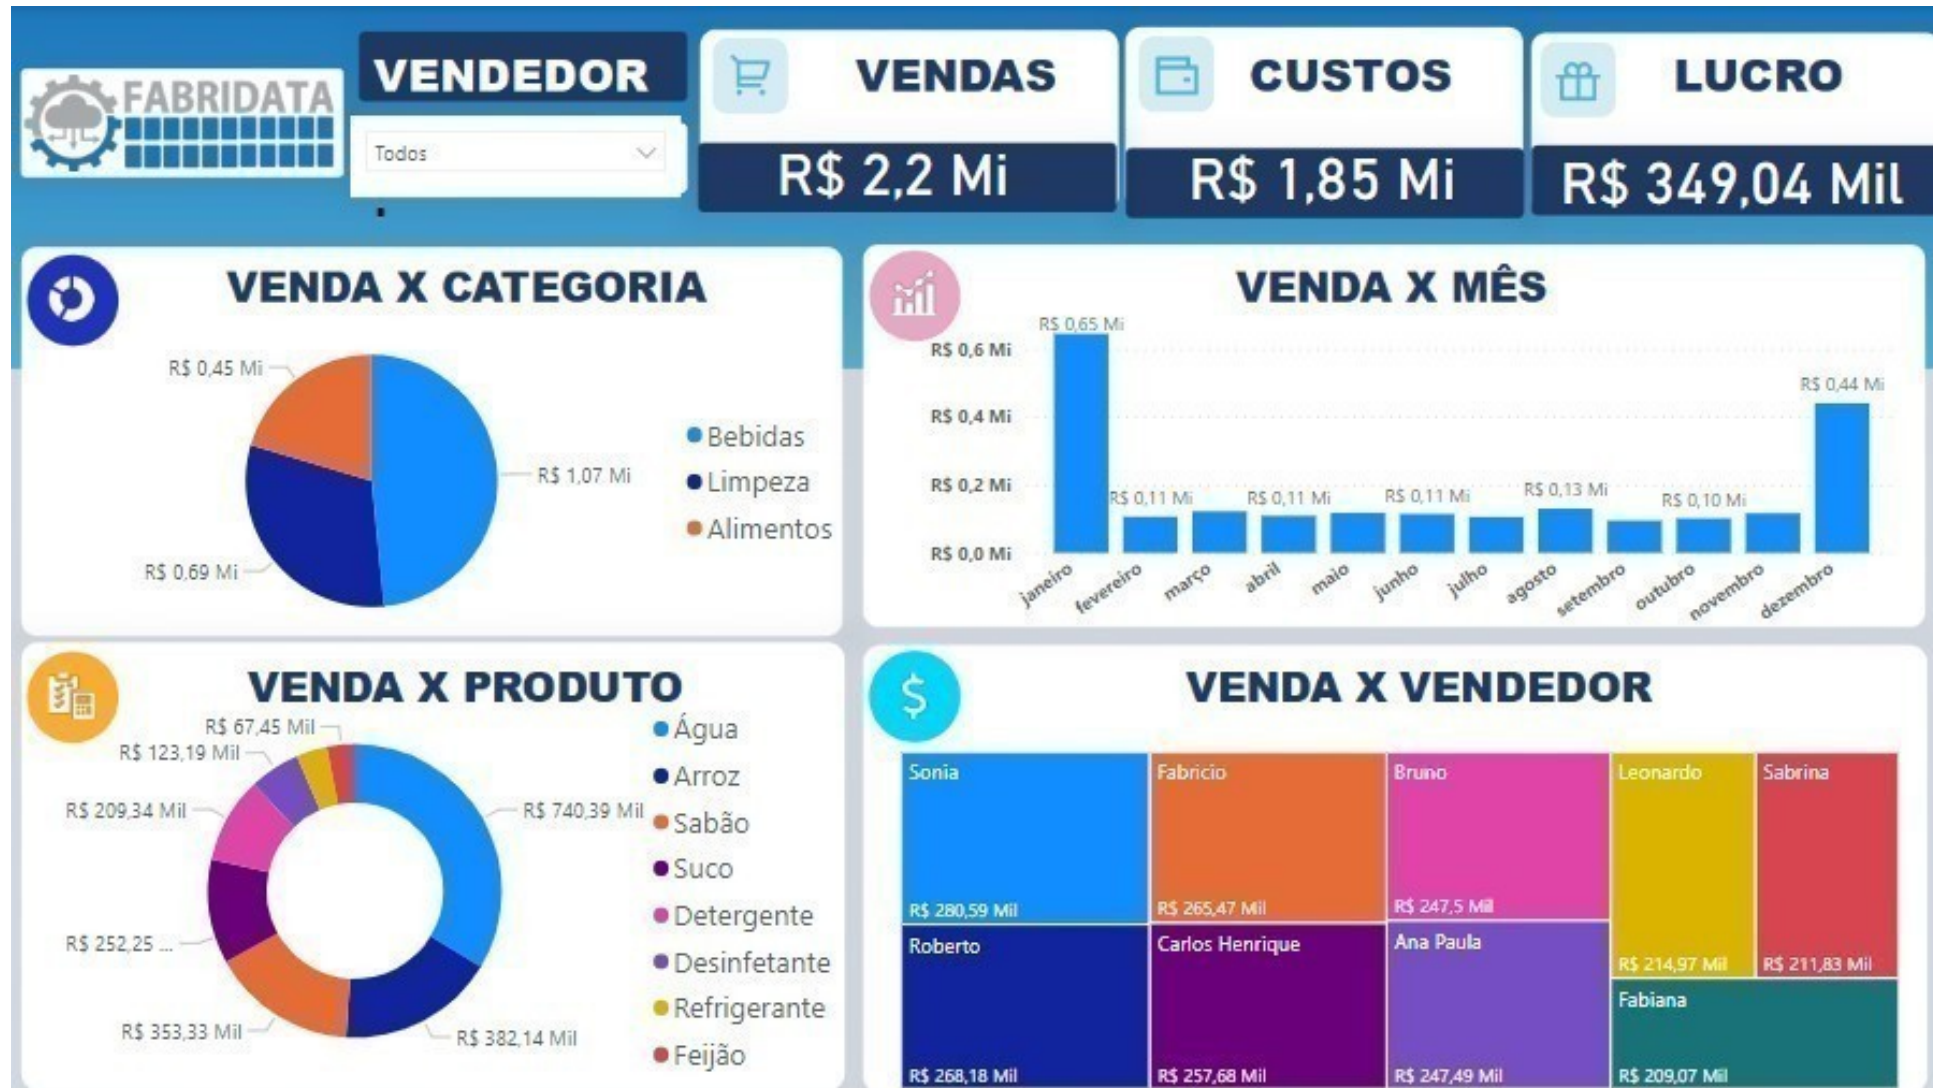 FABRIDATA
VENDEDOR
Todos
VENDAS
R$ 2,2 Mi
CUSTOS
R$ 1,85 Mi
LUCRO
R$ 349,04 Mil
VENDA X CATEGORIA
R$ 0,45 Mi
R$ 1,07 Mi
R$ 0,69 Mi
Bebidas
Limpeza
Alimentos
VENDA X MÊS
R$ 0,6 Mi
R$ 0,4 Mi
R$ 0,2 Mi
R$ 0,0 Mi
R$ 0,65 Mi
R$ 0,11 Mi
R$ 0,11 Mi
R$ 0,11 Mi
R$ 0,13 Mi
R$ 0,10 Mi
R$ 0,44 Mi
janeiro
fevereiro
março
abril
maio
junho
julho
agosto
setembro
outubro
novembro
dezembro
VENDA X PRODUTO
R$ 67,45 Mil
R$ 123,19 Mil
R$ 209,34 Mil
R$ 252,25 ...
R$ 353,33 Mil
R$ 382,14 Mil
R$ 740,39 Mil
Água
Arroz
Sabão
Suco
Detergente
Desinfetante
Refrigerante
Feijão
VENDA X VENDEDOR
Sonia
R$ 280,59 Mil
Roberto
R$ 268,18 Mil
Fabricio
R$ 265,47 Mil
Carlos Henrique
R$ 257,68 Mil
Bruno
R$ 247,5 Mil
Ana Paula
R$ 247,49 Mil
Leonardo
R$ 214,97 Mil
Sabrina
R$ 211,83 Mil
Fabiana
R$ 209,07 Mil